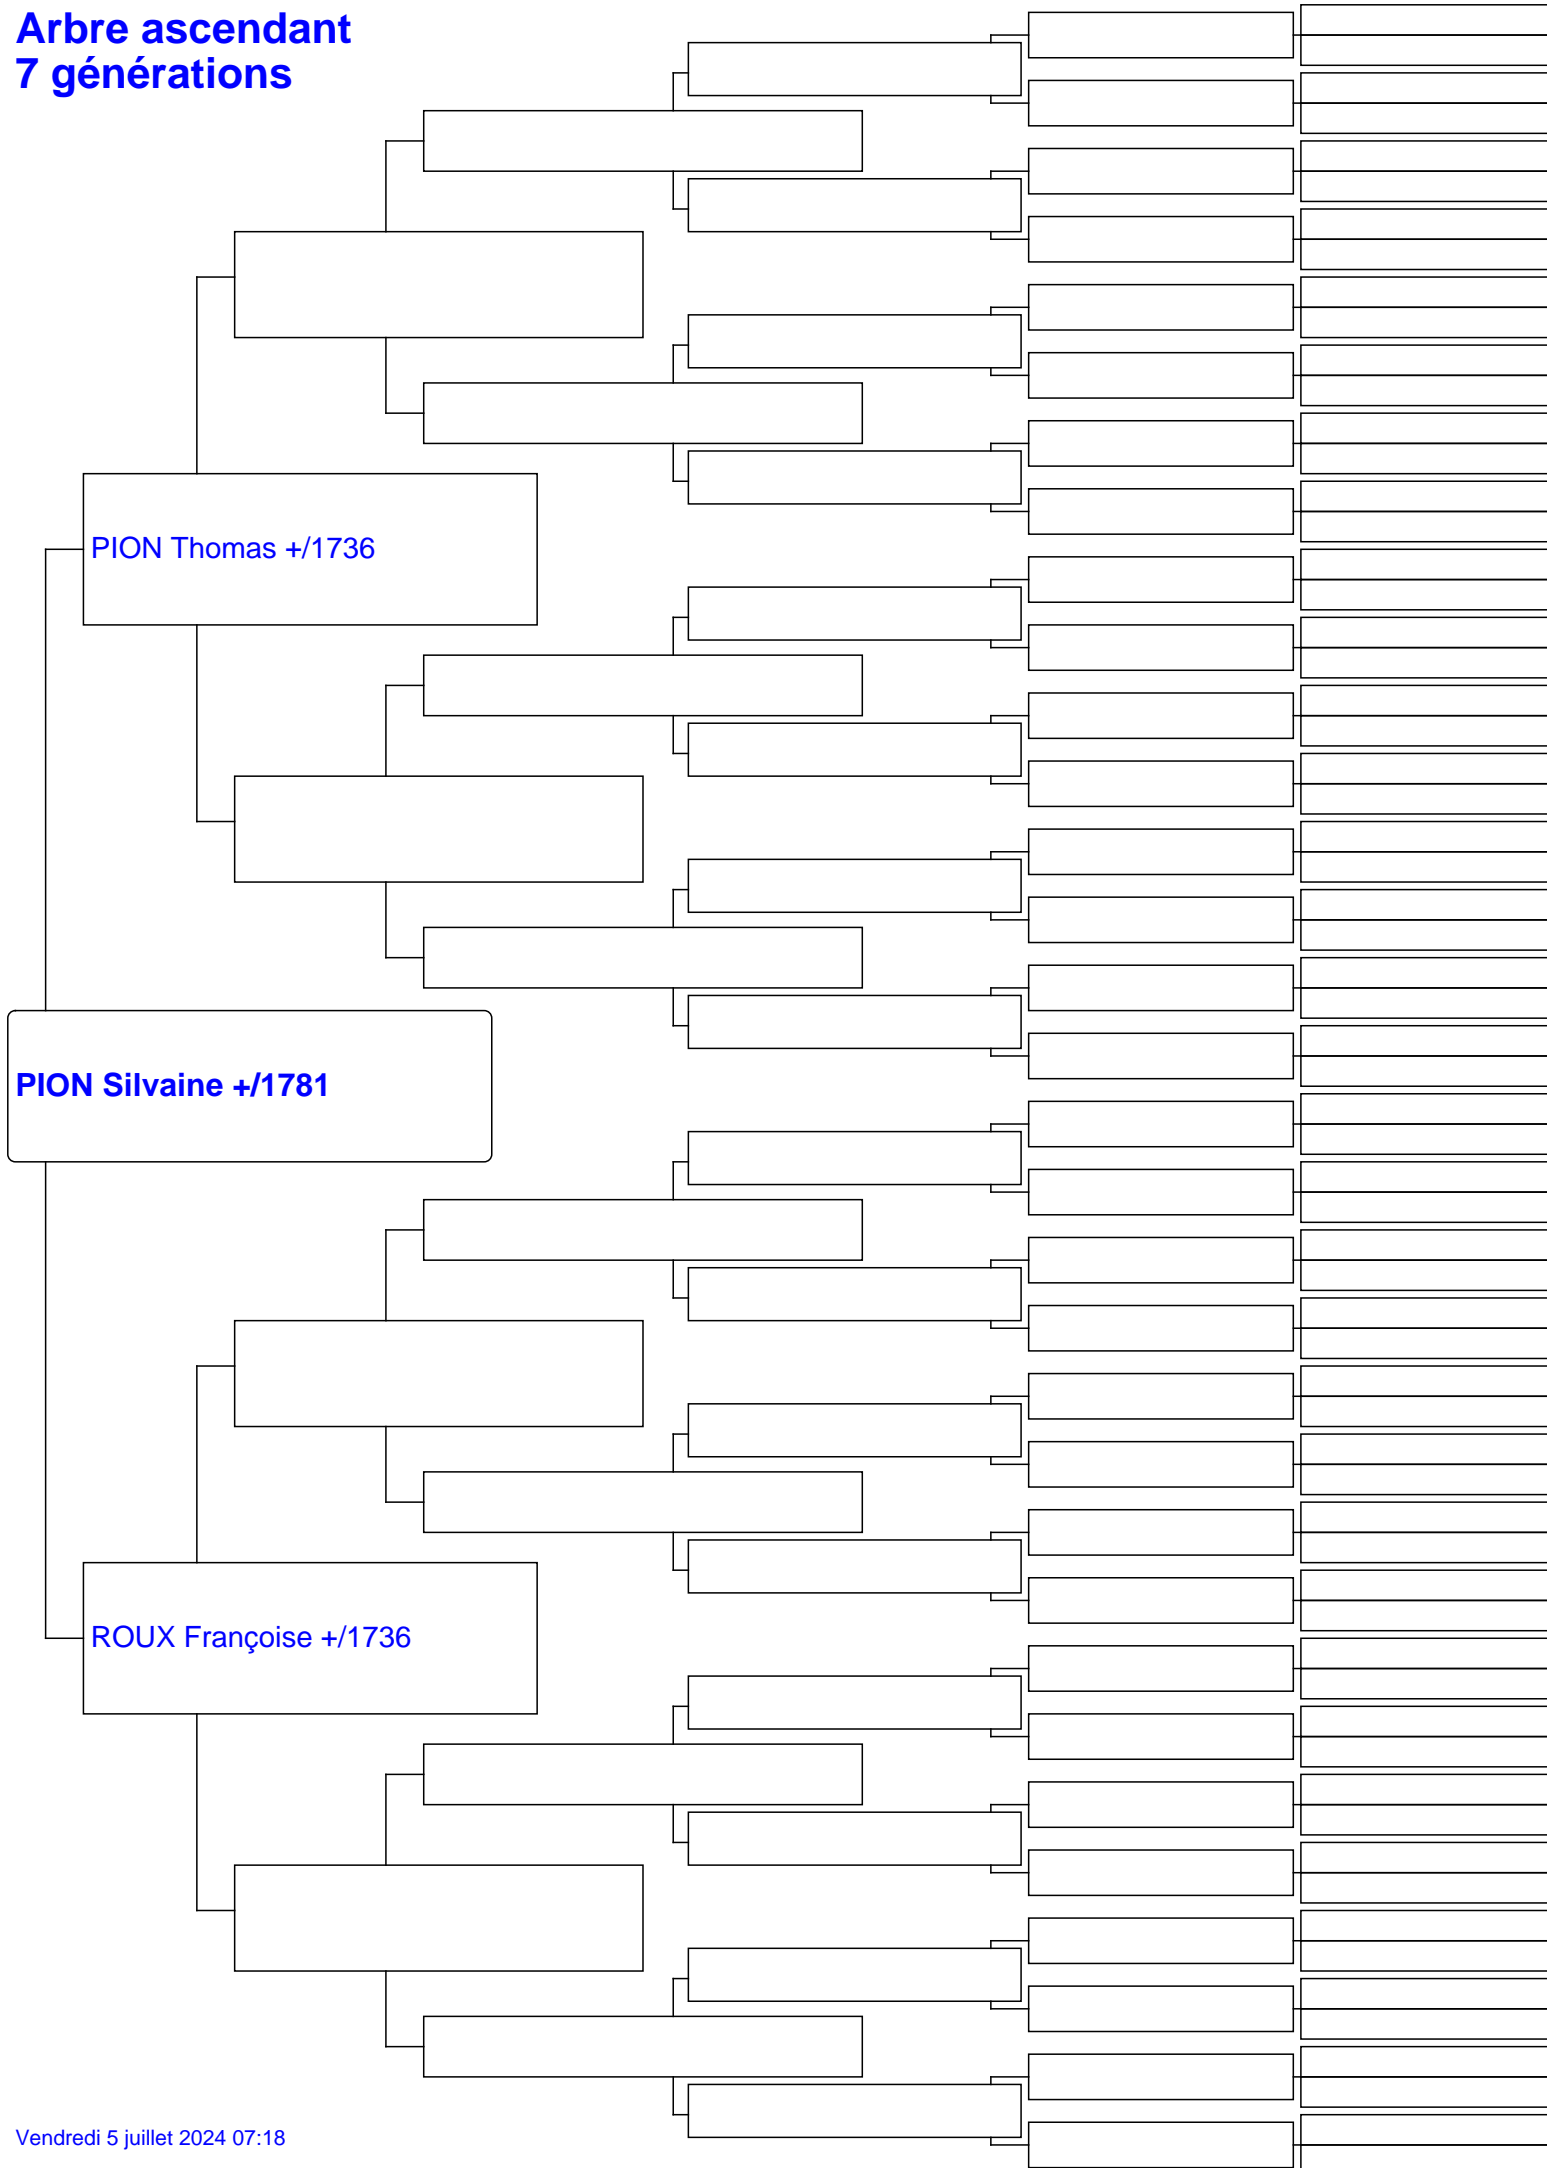 Arbre ascendant
7 générations
PION Thomas +/1736
PION Silvaine +/1781
ROUX Françoise +/1736
Vendredi 5 juillet 2024 07:18